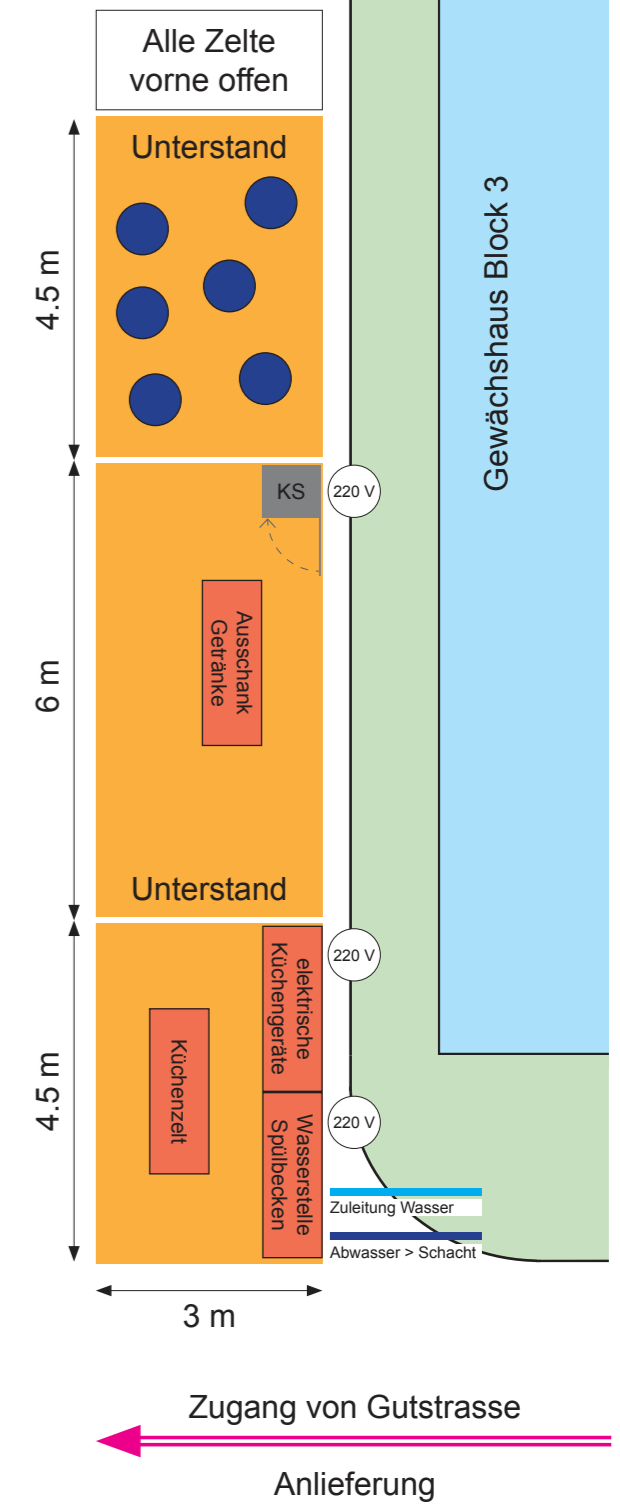 Alle Zelte
vorne offen
Unterstand
4.5 m
Gewächshaus Block 3
KS
220 V
Ausschank
Getränke
6 m
Unterstand
elektrische
Küchengeräte
220 V
Küchenzelt
4.5 m
Wasserstelle
Spülbecken
220 V
Zuleitung Wasser
Abwasser > Schacht
3 m
Zugang von Gutstrasse
Anlieferung